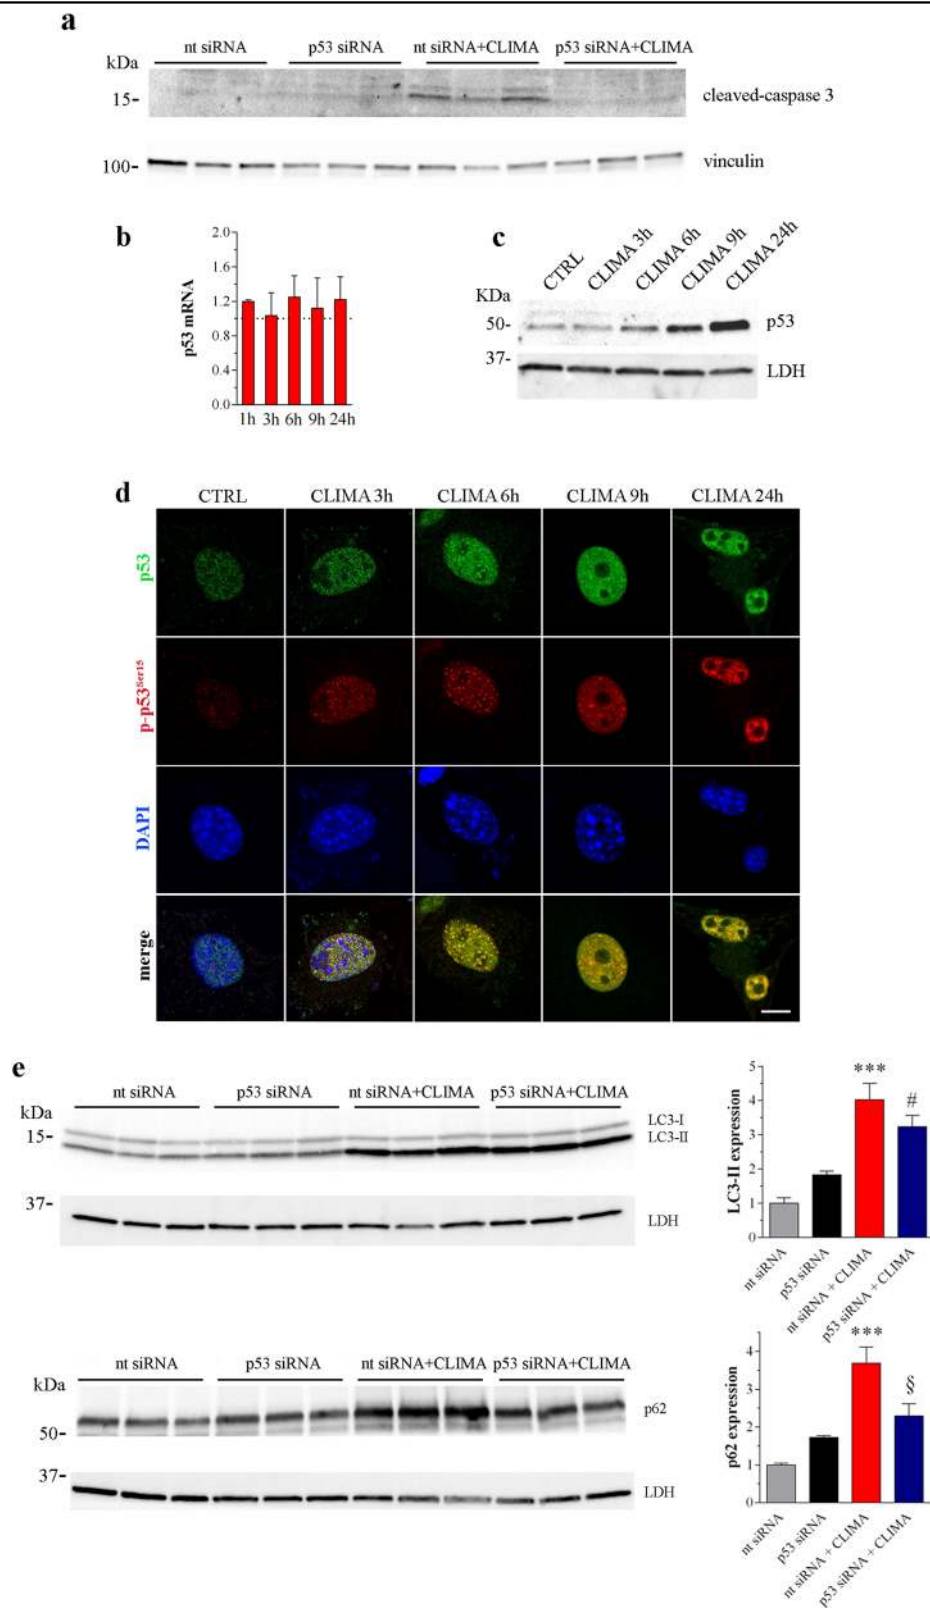 a
nt siRNA p53 siRNA nt siRNA+CLIMA p53 siRNA+CLIMA
kDa
15- cleaved-caspase 3
100- vinculin
b
p53 mRNA
2.0
1.6
1.2
0.8
0.4
0.0
1h 3h 6h 9h 24h
c
CTRL CLIMA 3h CLIMA 6h CLIMA 9h CLIMA 24h
KDa
50- p53
37-
LDH
d
CTRL CLIMA 3h CLIMA 6h CLIMA 9h CLIMA 24h
p53
p-p53Ser15
DAPI
merge
e
nt siRNA p53 siRNA nt siRNA+CLIMA p53 siRNA+CLIMA
kDa
LC3-I
15- LC3-II
37-
LDH
LC3-II expression
5
4
3
2
1
0
***
#
nt siRNA
p53 siRNA
nt siRNA + CLIMA
p53 siRNA + CLIMA
nt siRNA p53 siRNA nt siRNA+CLIMA p53 siRNA+CLIMA
kDa
p62
50-
37-
LDH
p62 expression
4
3
2
1
0
***
§
nt siRNA
p53 siRNA
nt siRNA + CLIMA
p53 siRNA + CLIMA